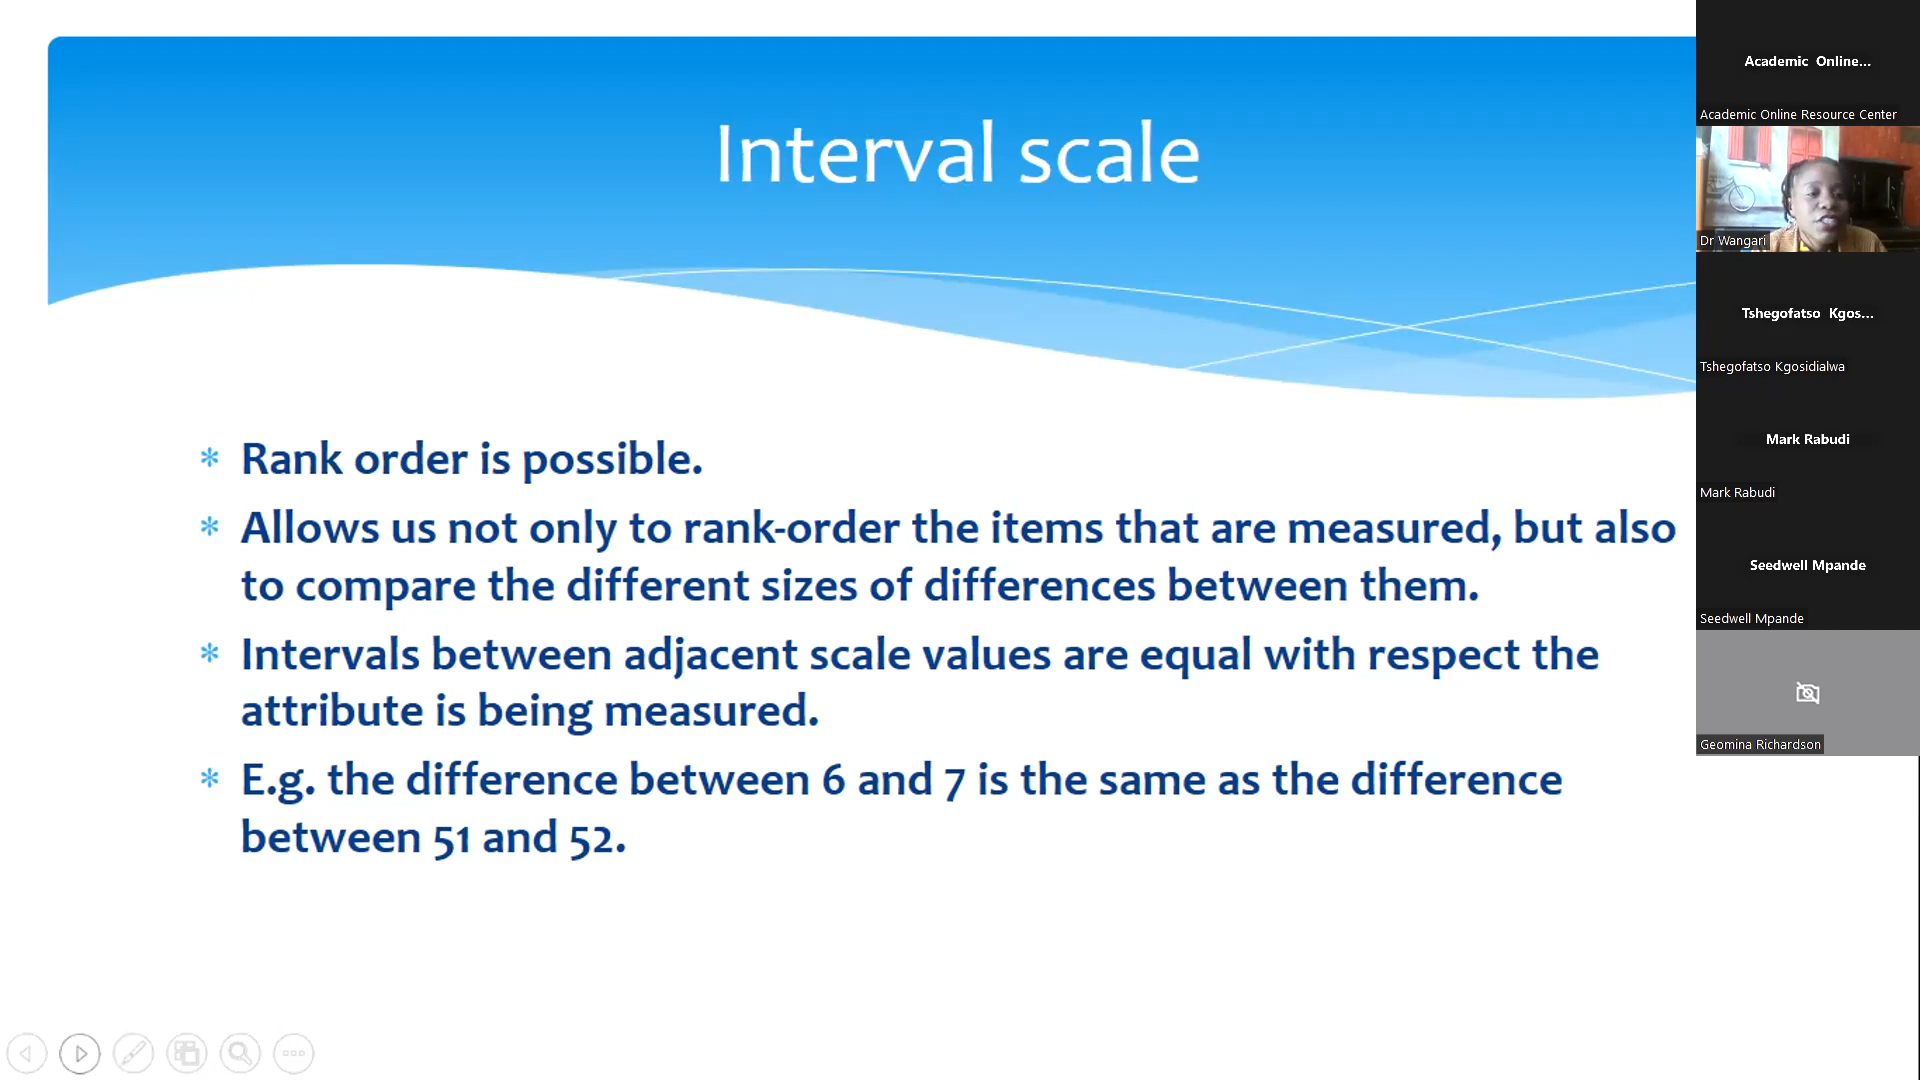 Interval scale
* Rank order is possible.
* Allows us not only to rank-order the items that are measured, but also
to compare the different sizes of differences between them.
* Intervals between adjacent scale values are equal with respect the
attribute is being measured.
* E.g. the difference between 6 and 7 is the same as the difference
between 51 and 52.
Academic Online...
Academic Online Resource Center
Dr Wangari
Tshegofatso Kgos...
Tshegofatso Kgosidialwa
Mark Rabudi
Mark Rabudi
Seedwell Mpande
Seedwell Mpande
Geomina Richardson